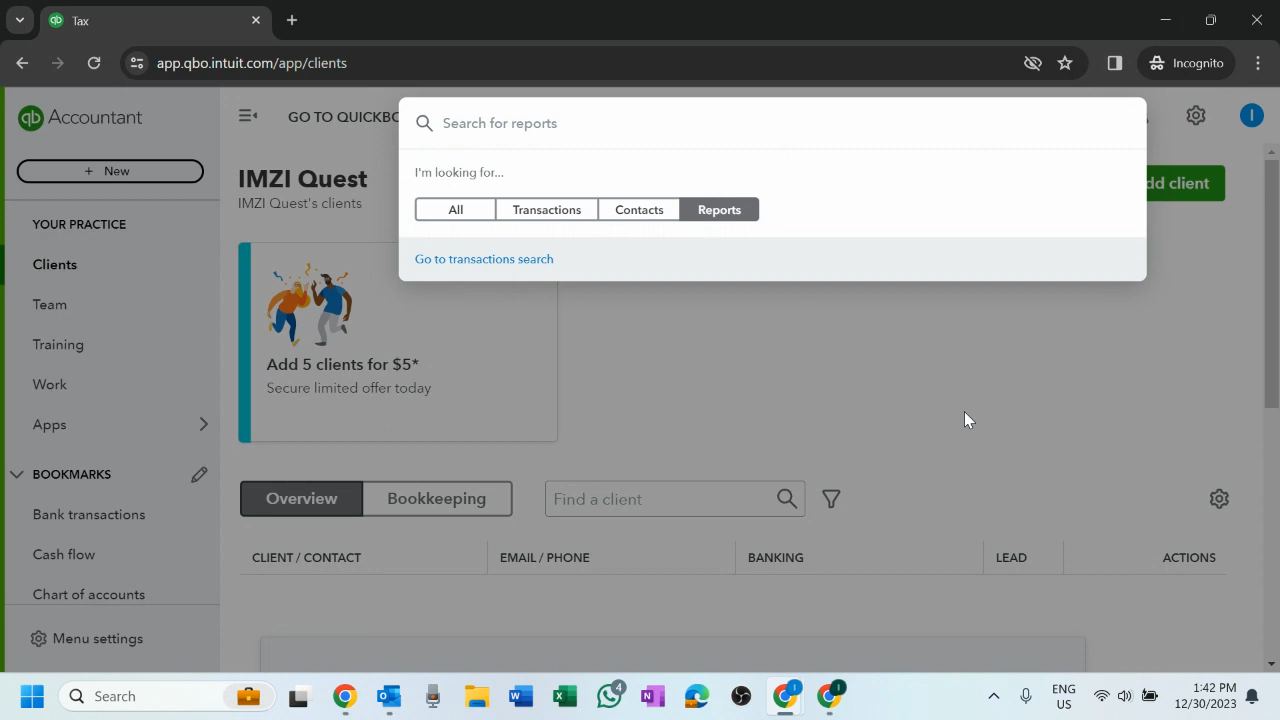 Tax
app.qbo.intuit.com/app/clients
Incognito
qb Accountant
GO TO QUICKBO
Search for reports
+ New
I'm looking for...
IMZI Quest
dd client
IMZI Quest's clients
All
Transactions
Contacts
Reports
YOUR PRACTICE
Go to transactions search
Clients
Team
Training
Work
Apps
Add 5 clients for $5*
Secure limited offer today
BOOKMARKS
Overview
Bookkeeping
Find a client
Bank transactions
Cash flow
CLIENT / CONTACT
EMAIL / PHONE
BANKING
LEAD
ACTIONS
Chart of accounts
Menu settings
Search
4
ENG
US
1:42 PM
12/30/2023